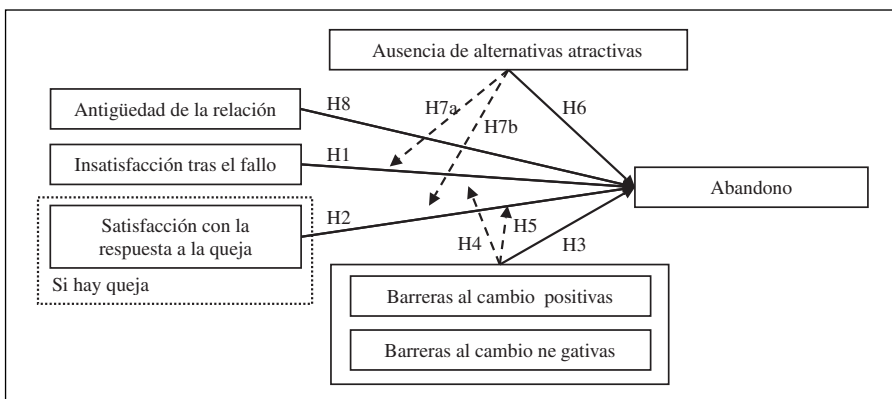 Ausencia de alternativas atractivas
Antigüedad de la relación
H8
H7a
H7b
H6
Insatisfacción tras el fallo
H1
Abandono
Satisfacción con la
respuesta a la queja
H2
H4
H5
H3
Si hay queja
Barreras al cambio positivas
Barreras al cambio ne gativas